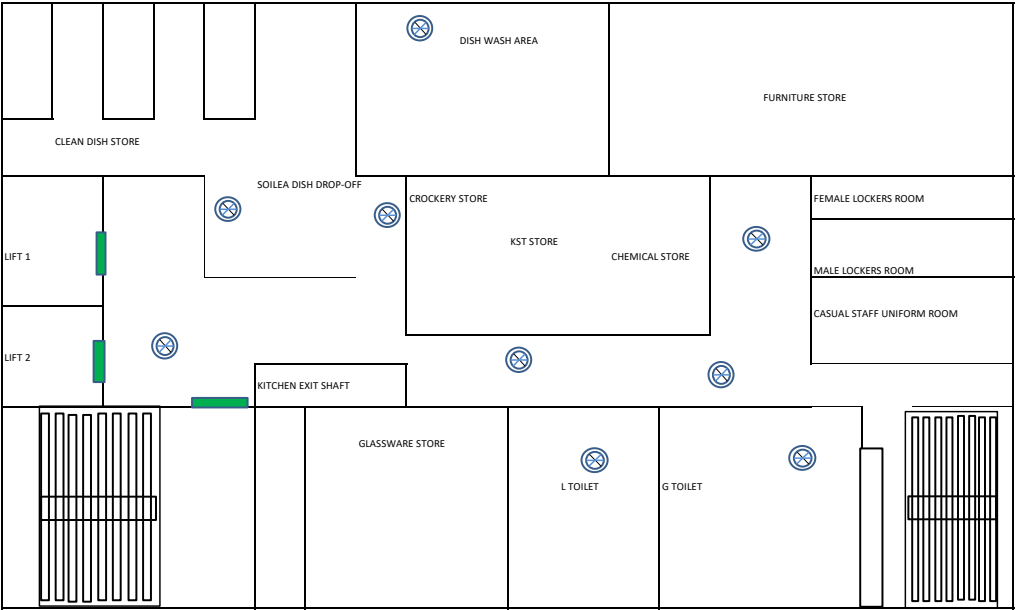 DISH WASH AREA
FURNITURE STORE
CLEAN DISH STORE
SOILEA DISH DROP-OFF
CROCKERY STORE
FEMALE LOCKERS ROOM
KST STORE
LIFT 1
CHEMICAL STORE
MALE LOCKERS ROOM
CASUAL STAFF UNIFORM ROOM
LIFT 2
KITCHEN EXIT SHAFT
GLASSWARE STORE
L TOILET
G TOILET